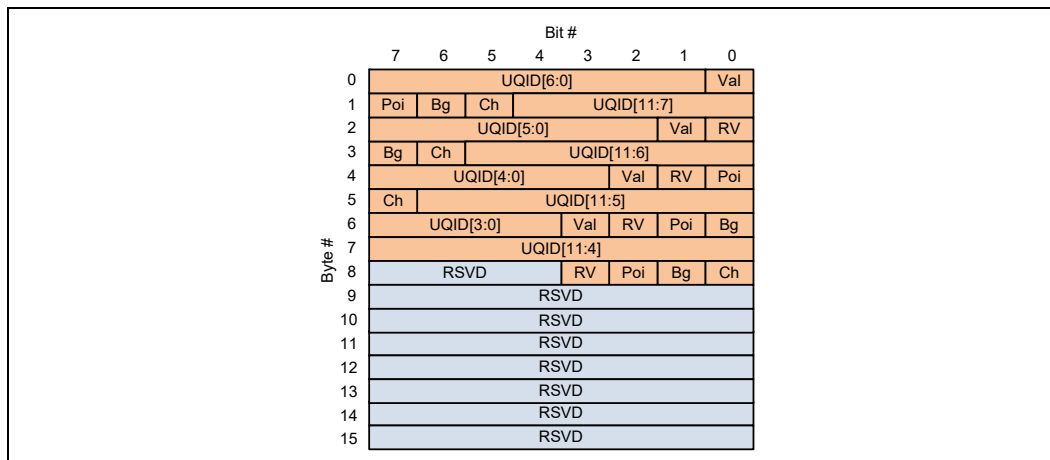 Bit #
7 6 5 4 3 2 1 0
0 UQID[6:0] Val
1 Poi Bg Ch UQID[11:7]
2 UQID[5:0] Val RV
3 Bg Ch UQID[11:6]
4 UQID[4:0] Val RV Poi
5 Ch UQID[11:5]
6 UQID[3:0] Val RV Poi Bg
7 UQID[11:4]
Byte #
8 RSVD RV Poi Bg Ch
9 RSVD
10 RSVD
11 RSVD
12 RSVD
13 RSVD
14 RSVD
15 RSVD